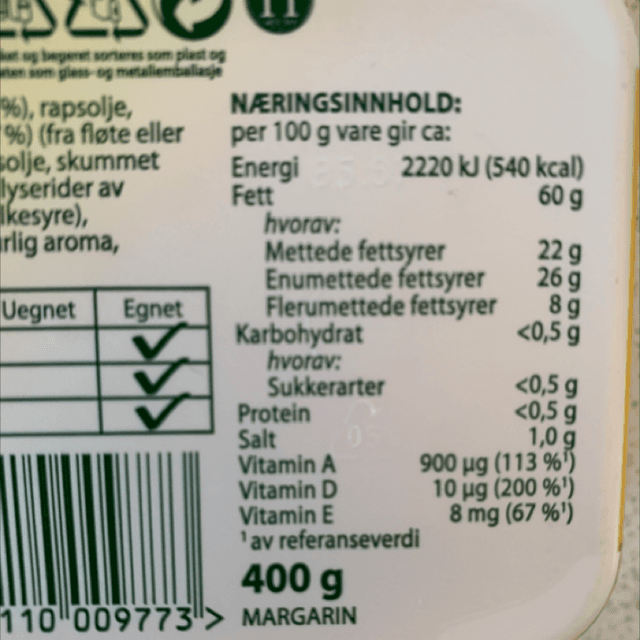 ket og begeret sorteres som plast og
som glass- og metallemballasje
%), rapsolje,
%) (fra fløte eller
solje, skummet
lyserider av
lkesyre),
rlig aroma,
Uegnet Egnet
NÆRINGSINNHOLD:
per 100 g vare gir ca:
Energi 2220 kJ (540 kcal)
Fett 60 g
hvorav:
Mettede fettsyrer 22 g
Enumettede fettsyrer 26 g
Flerumettede fettsyrer 8 g
Karbohydrat <0,5 g
hvorav:
Sukkerarter <0,5 g
Protein <0,5 g
Salt 1,0 g
Vitamin A 900 µg (113 %¹)
Vitamin D 10 µg (200 %¹)
Vitamin E 8 mg (67 %¹)
¹av referanseverdi
400 g
MARGARIN
110 009773 >